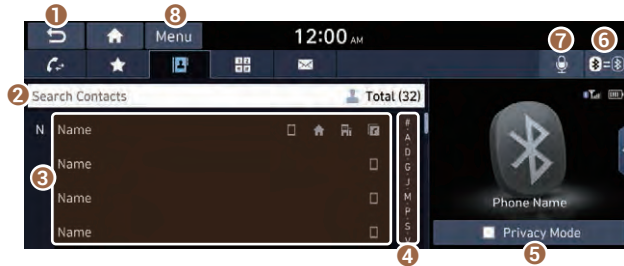 1 8
Menu 12:00 AM
7 6
2 Search Contacts Total (32)
N Name
Name
3
Name
Name
#
A
D
G
J
M
P
S
V
Phone Name
Privacy Mode
4 5